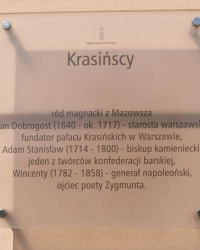 Krasińscy
ród magnacki z Mazowsza
Jan Dobrogost (1640 - ok. 1717) - starosta warszawski,
fundator pałacu Krasińskich w Warszawie,
Adam Stanisław (1714 - 1800) - biskup kamieniecki,
jeden z twórców konfederacji barskiej,
Wincenty (1782 - 1858) - generał napoleoński,
ojciec poety Zygmunta.